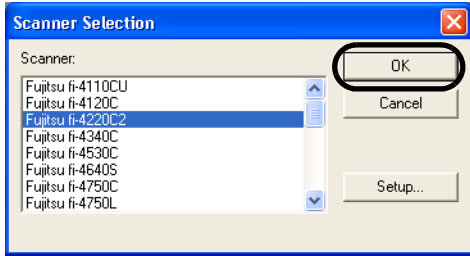 Scanner Selection
Scanner:
OK
Fujitsu fi-4110CU
Fujitsu fi-4120C
Cancel
Fujitsu fi-4220C2
Fujitsu fi-4340C
Fujitsu fi-4530C
Fujitsu fi-4640S
Fujitsu fi-4750C
Setup...
Fujitsu fi-4750L